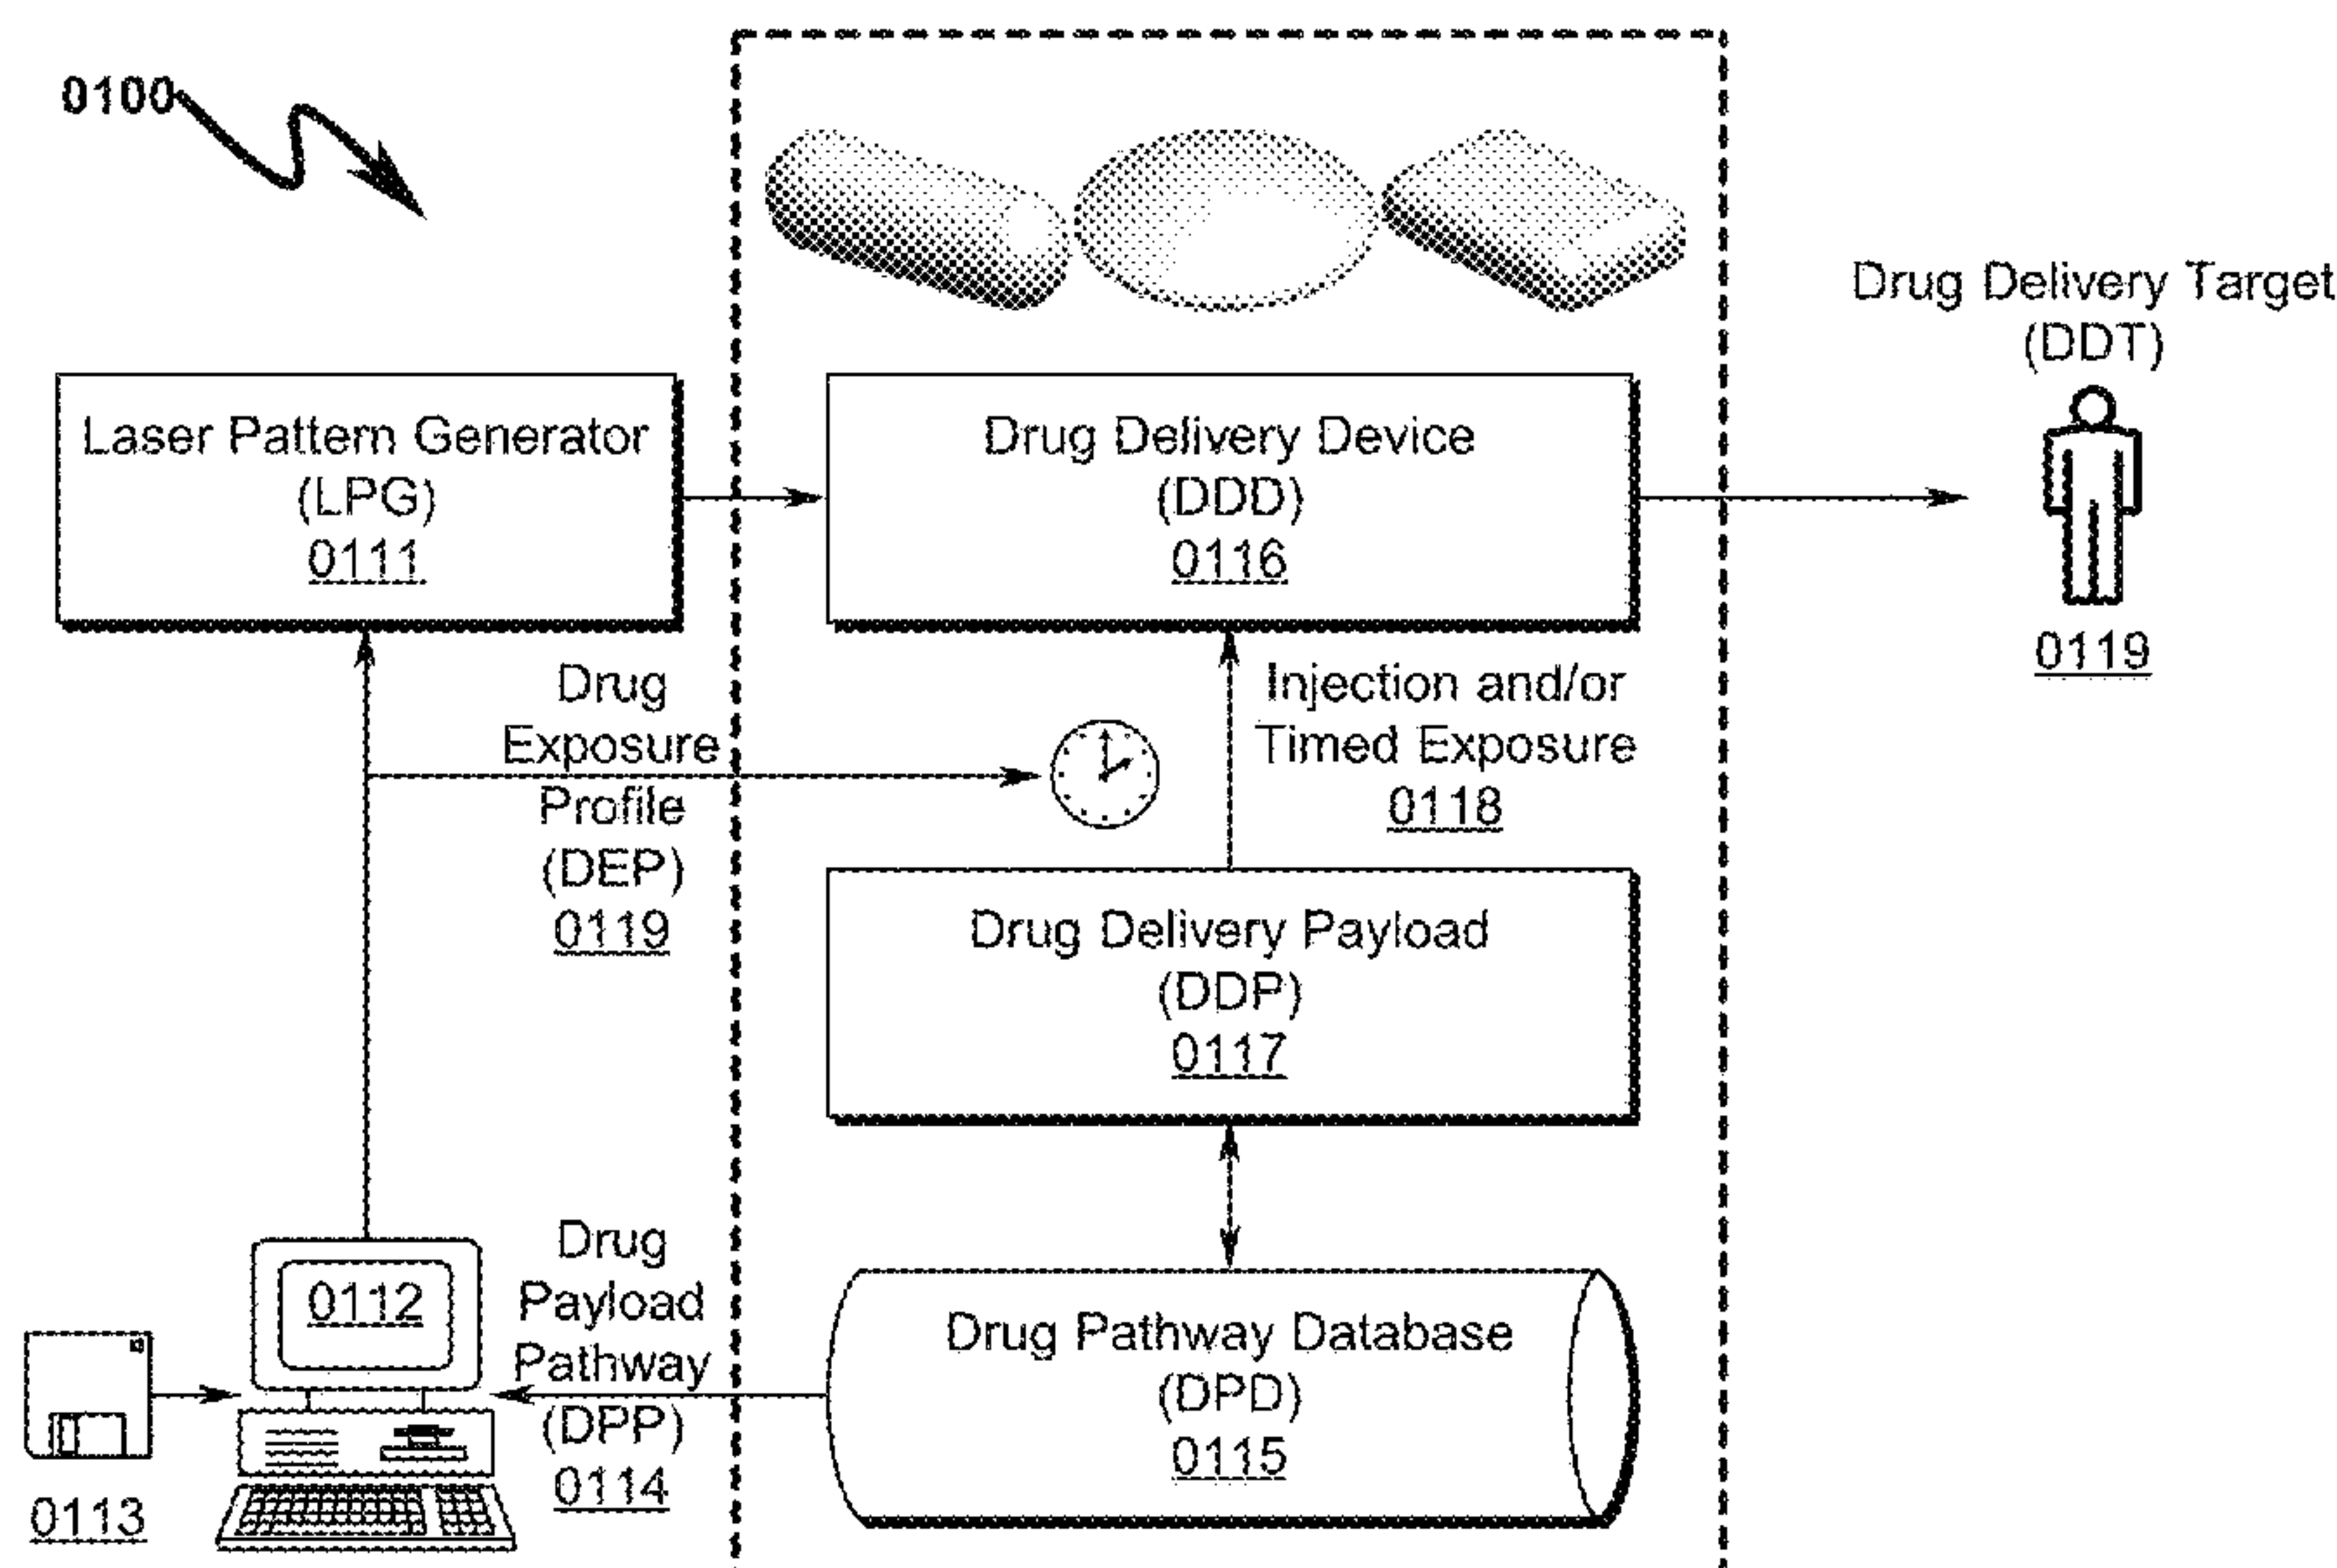 0100
Laser Pattern Generator
(LPG)
0111
Drug Delivery Device
(DDD)
0116
Drug Delivery Target
(DDT)
0119
Drug
Exposure
Profile
(DEP)
0119
Injection and/or
Timed Exposure
0118
Drug Delivery Payload
(DDP)
0117
0112
0113
Drug
Payload
Pathway
(DPP)
0114
Drug Pathway Database
(DPD)
0115